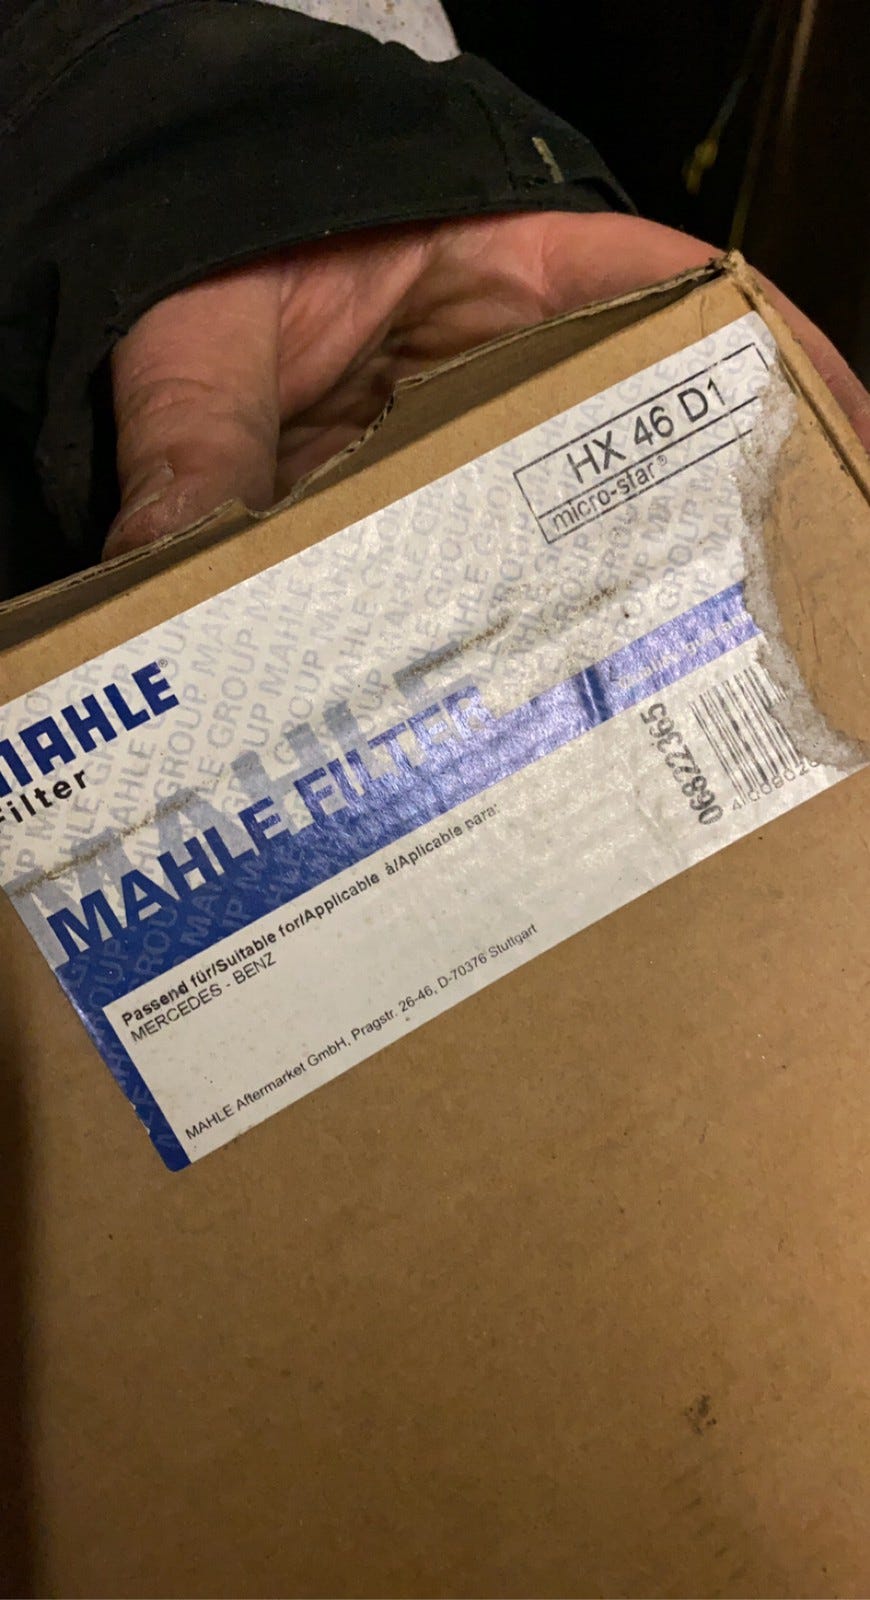 HX 46 D1
micro-star®
MAHLE®
Filter
MAHLE FILTER
06822365
Passend für/Suitable for/Applicable à/Aplicable para:
MERCEDES - BENZ
MAHLE Aftermarket GmbH, Pragstr. 26-46, D-70376 Stuttgart